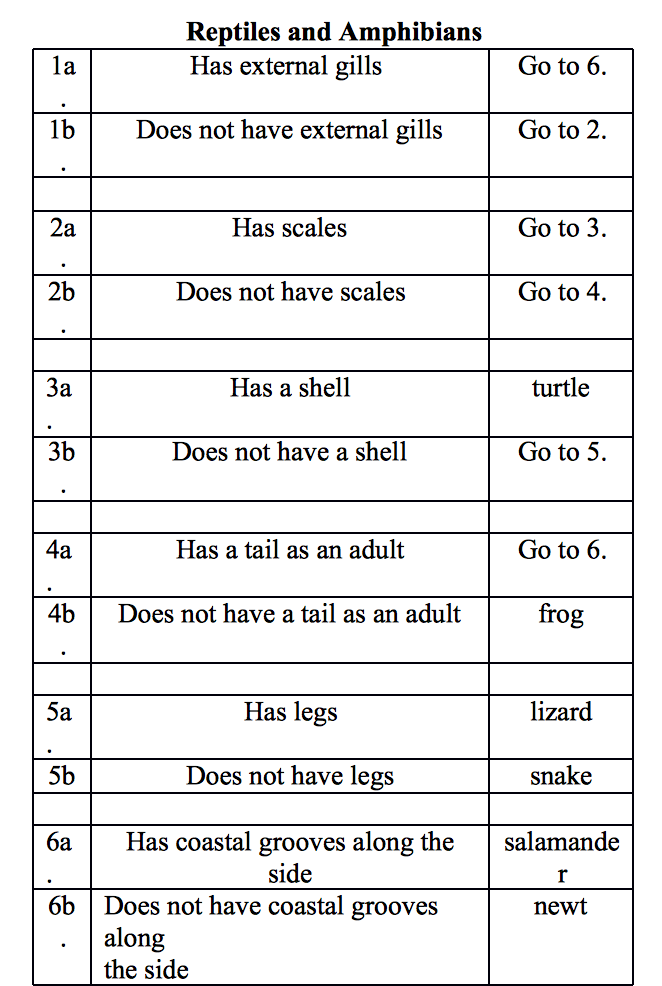 Reptiles and Amphibians
1a Has external gills Go to 6.
.
1b Does not have external gills Go to 2.
.
2a Has scales Go to 3.
.
2b Does not have scales Go to 4.
.
3a Has a shell turtle
.
3b Does not have a shell Go to 5.
.
4a Has a tail as an adult Go to 6.
.
4b Does not have a tail as an adult frog
.
5a Has legs lizard
.
5b Does not have legs snake
6a Has coastal grooves along the salamande
. side r
6b Does not have coastal grooves newt
. along
the side